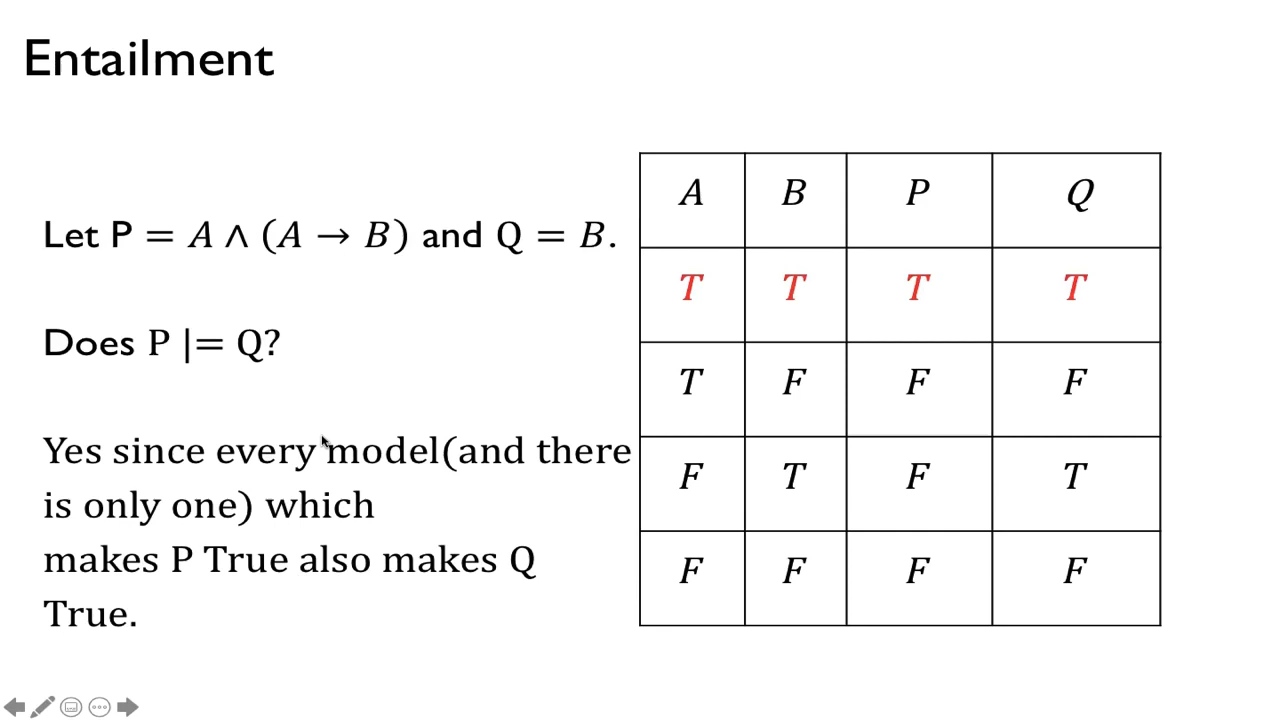 Entailment
Let P = A ∧ (A → B) and Q = B.
Does P |= Q?
Yes since every model(and there
is only one) which
makes P True also makes Q
True.
A B P Q
T T T T
T F F F
F T F T
F F F F